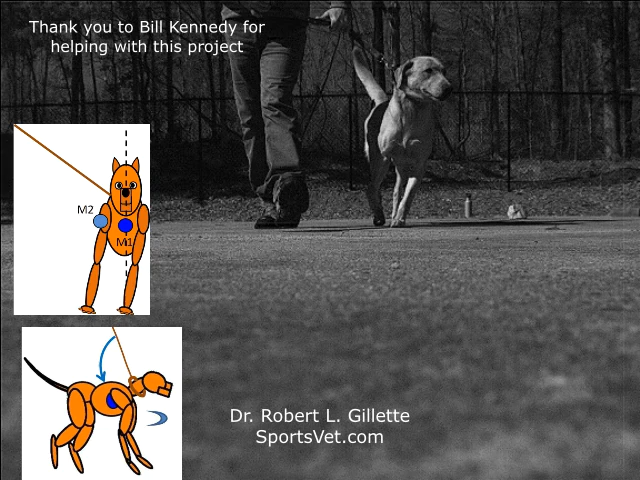 Thank you to Bill Kennedy for
helping with this project
M2
M1
Dr. Robert L. Gillette
SportsVet.com